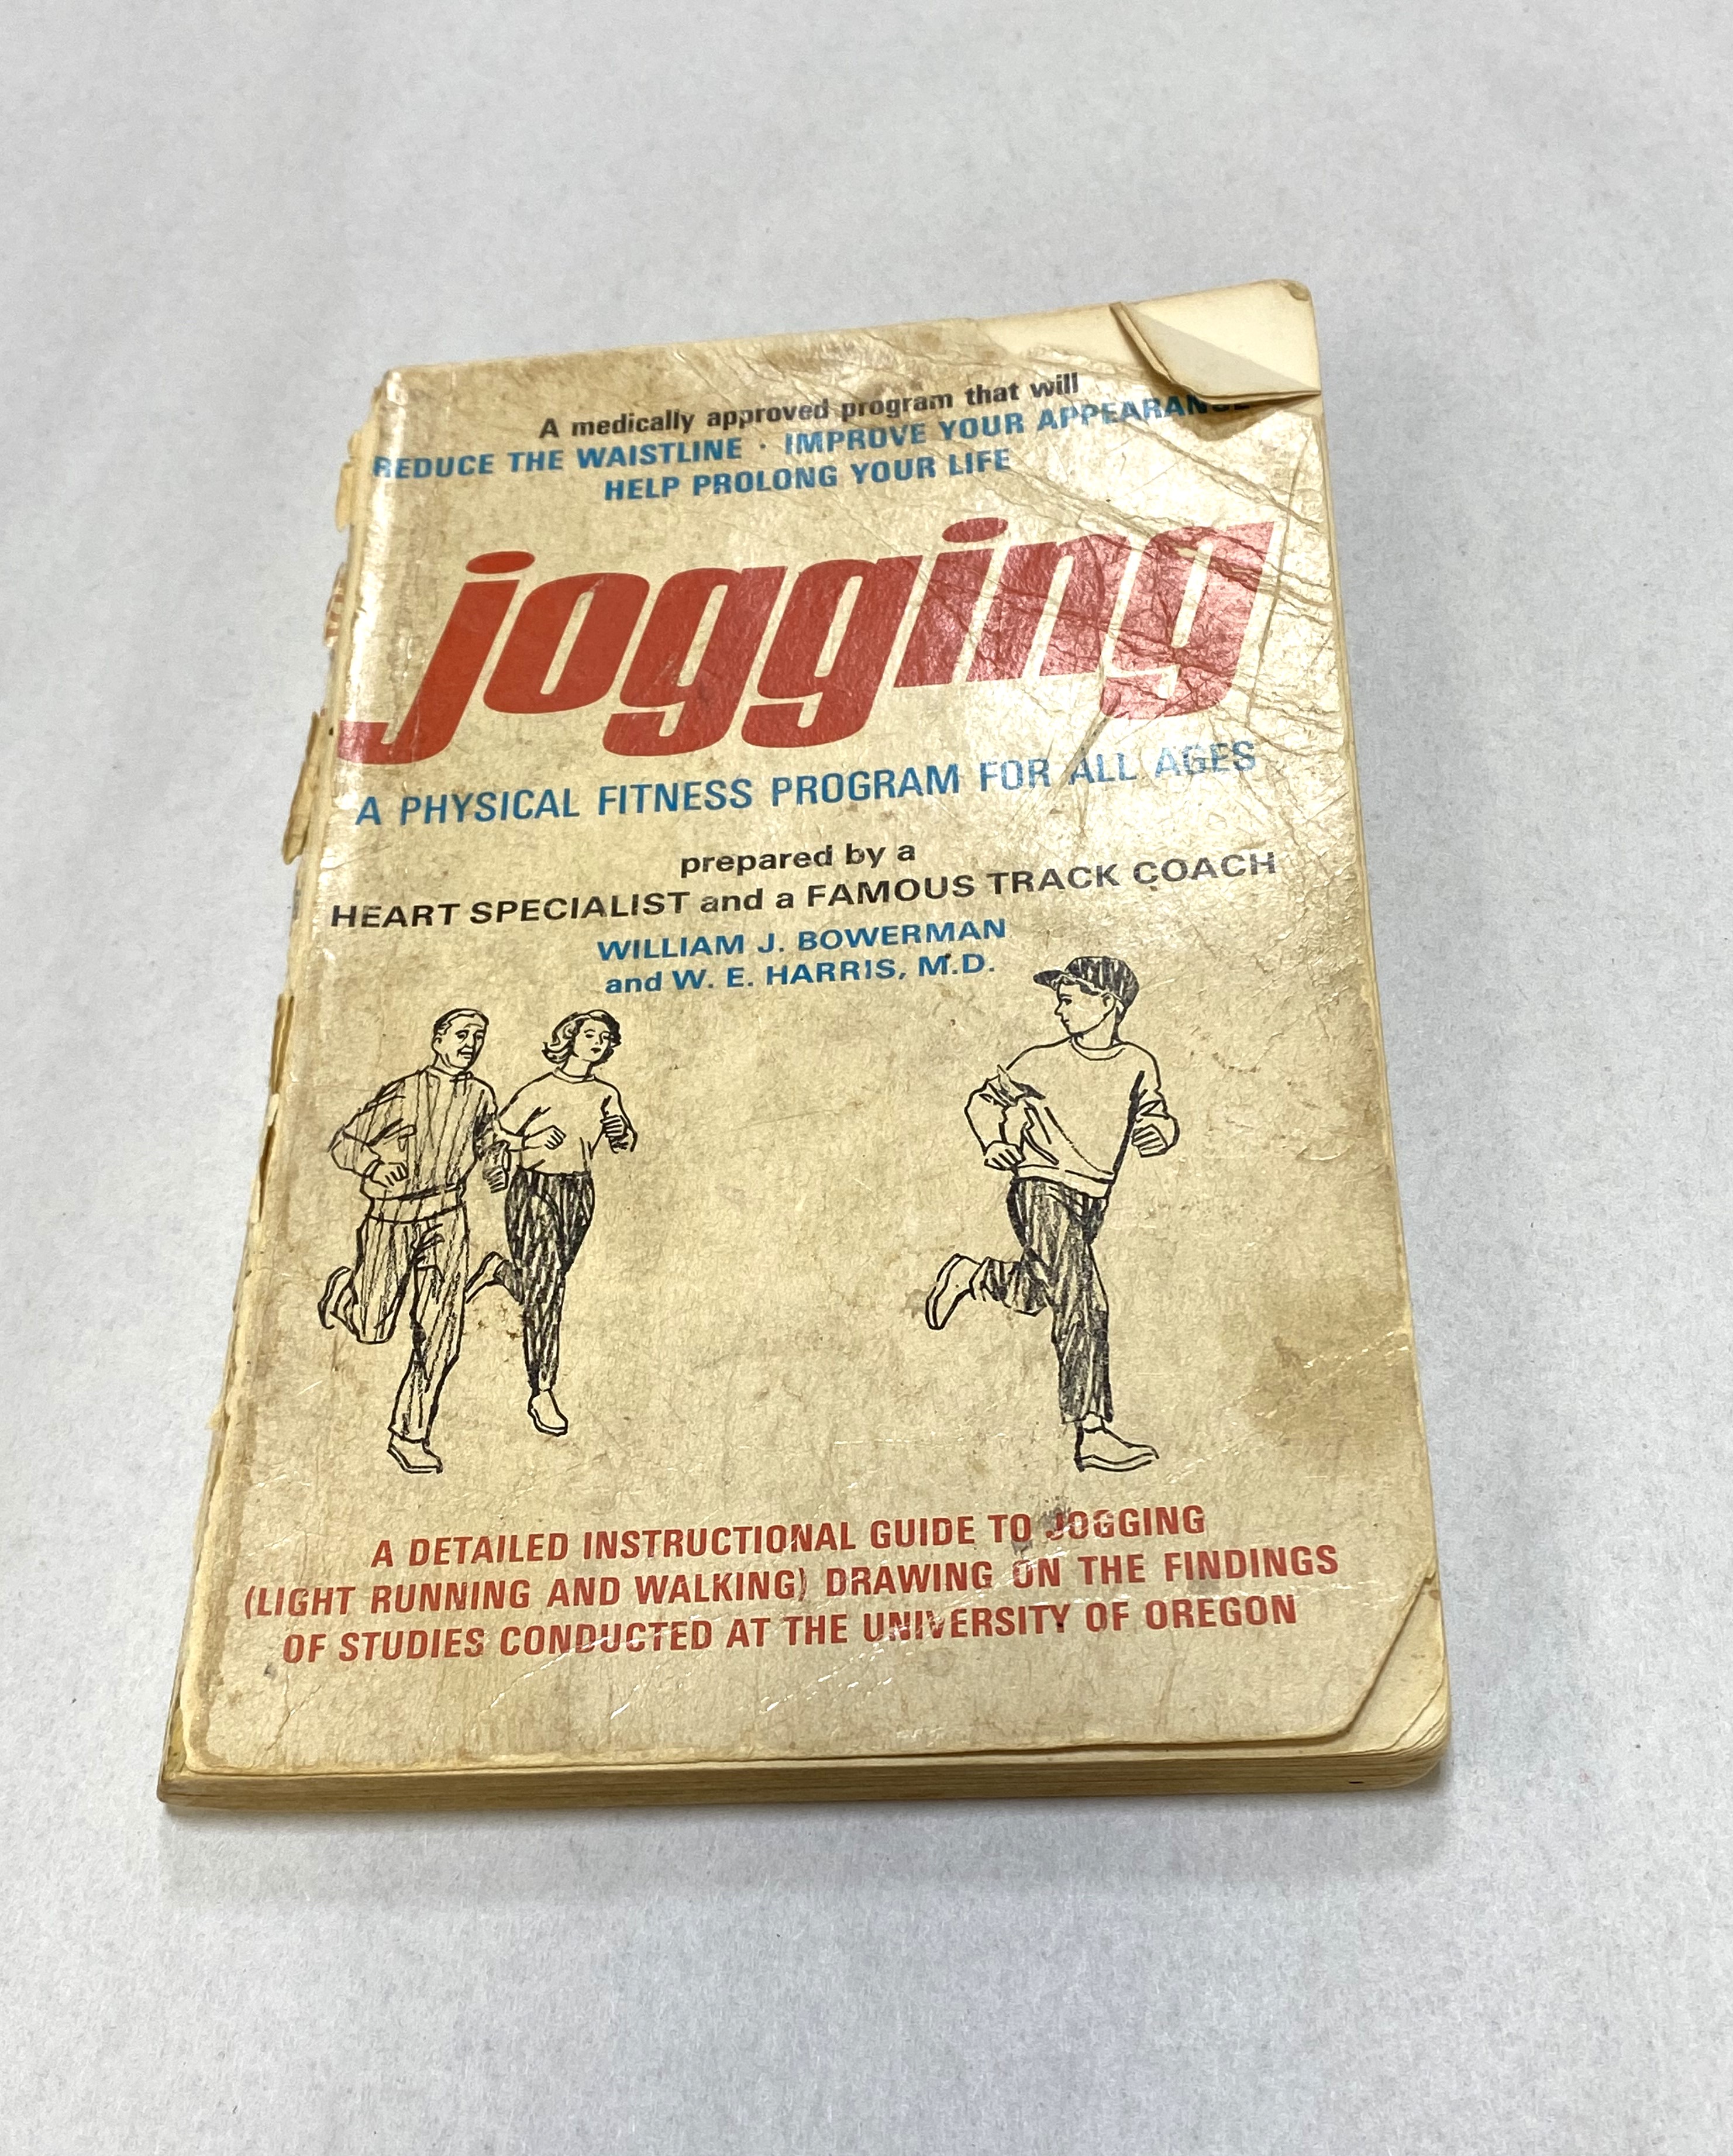 A medically approved program that will
REDUCE THE WAISTLINE · IMPROVE YOUR APPEARANCE
HELP PROLONG YOUR LIFE
jogging
A PHYSICAL FITNESS PROGRAM FOR ALL AGES
prepared by a
HEART SPECIALIST and a FAMOUS TRACK COACH
WILLIAM J. BOWERMAN
and W. E. HARRIS, M.D.
A DETAILED INSTRUCTIONAL GUIDE TO JOGGING
(LIGHT RUNNING AND WALKING) DRAWING ON THE FINDINGS
OF STUDIES CONDUCTED AT THE UNIVERSITY OF OREGON